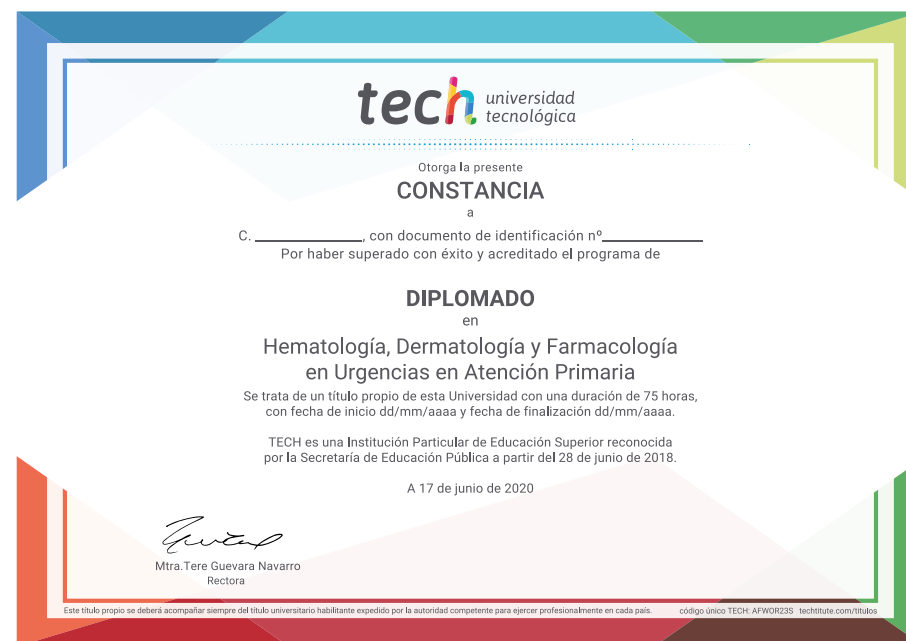 tech universidad
tecnológica
Otorga la presente
CONSTANCIA
a
C. ____________, con documento de identificación nº____________
Por haber superado con éxito y acreditado el programa de
DIPLOMADO
en
Hematología, Dermatología y Farmacología
en Urgencias en Atención Primaria
Se trata de un título propio de esta Universidad con una duración de 75 horas,
con fecha de inicio dd/mm/aaaa y fecha de finalización dd/mm/aaaa.
TECH es una Institución Particular de Educación Superior reconocida
por la Secretaría de Educación Pública a partir del 28 de junio de 2018.
A 17 de junio de 2020
Mtra.Tere Guevara Navarro
Rectora
Este título propio se deberá acompañar siempre del título universitario habilitante expedido por la autoridad competente para ejercer profesionalmente en cada país. código único TECH: AFWOR23S techtitute.com/titulos